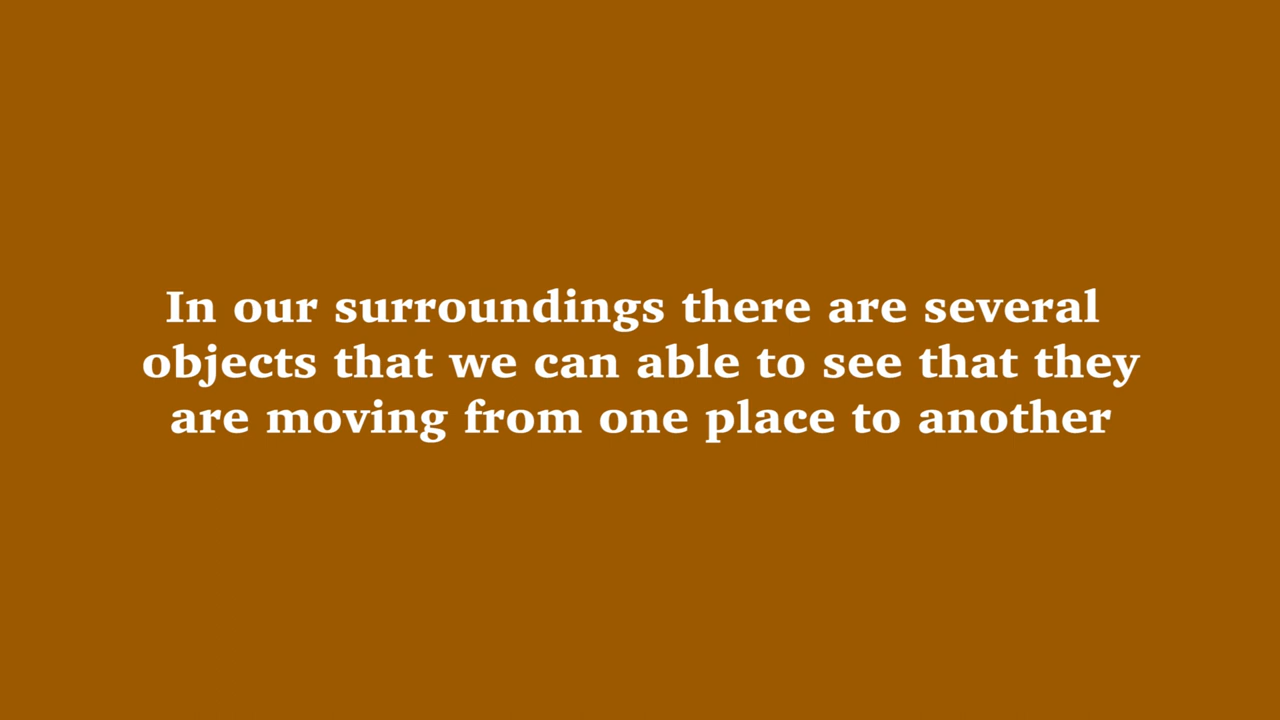 In our surroundings there are several
objects that we can able to see that they
are moving from one place to another